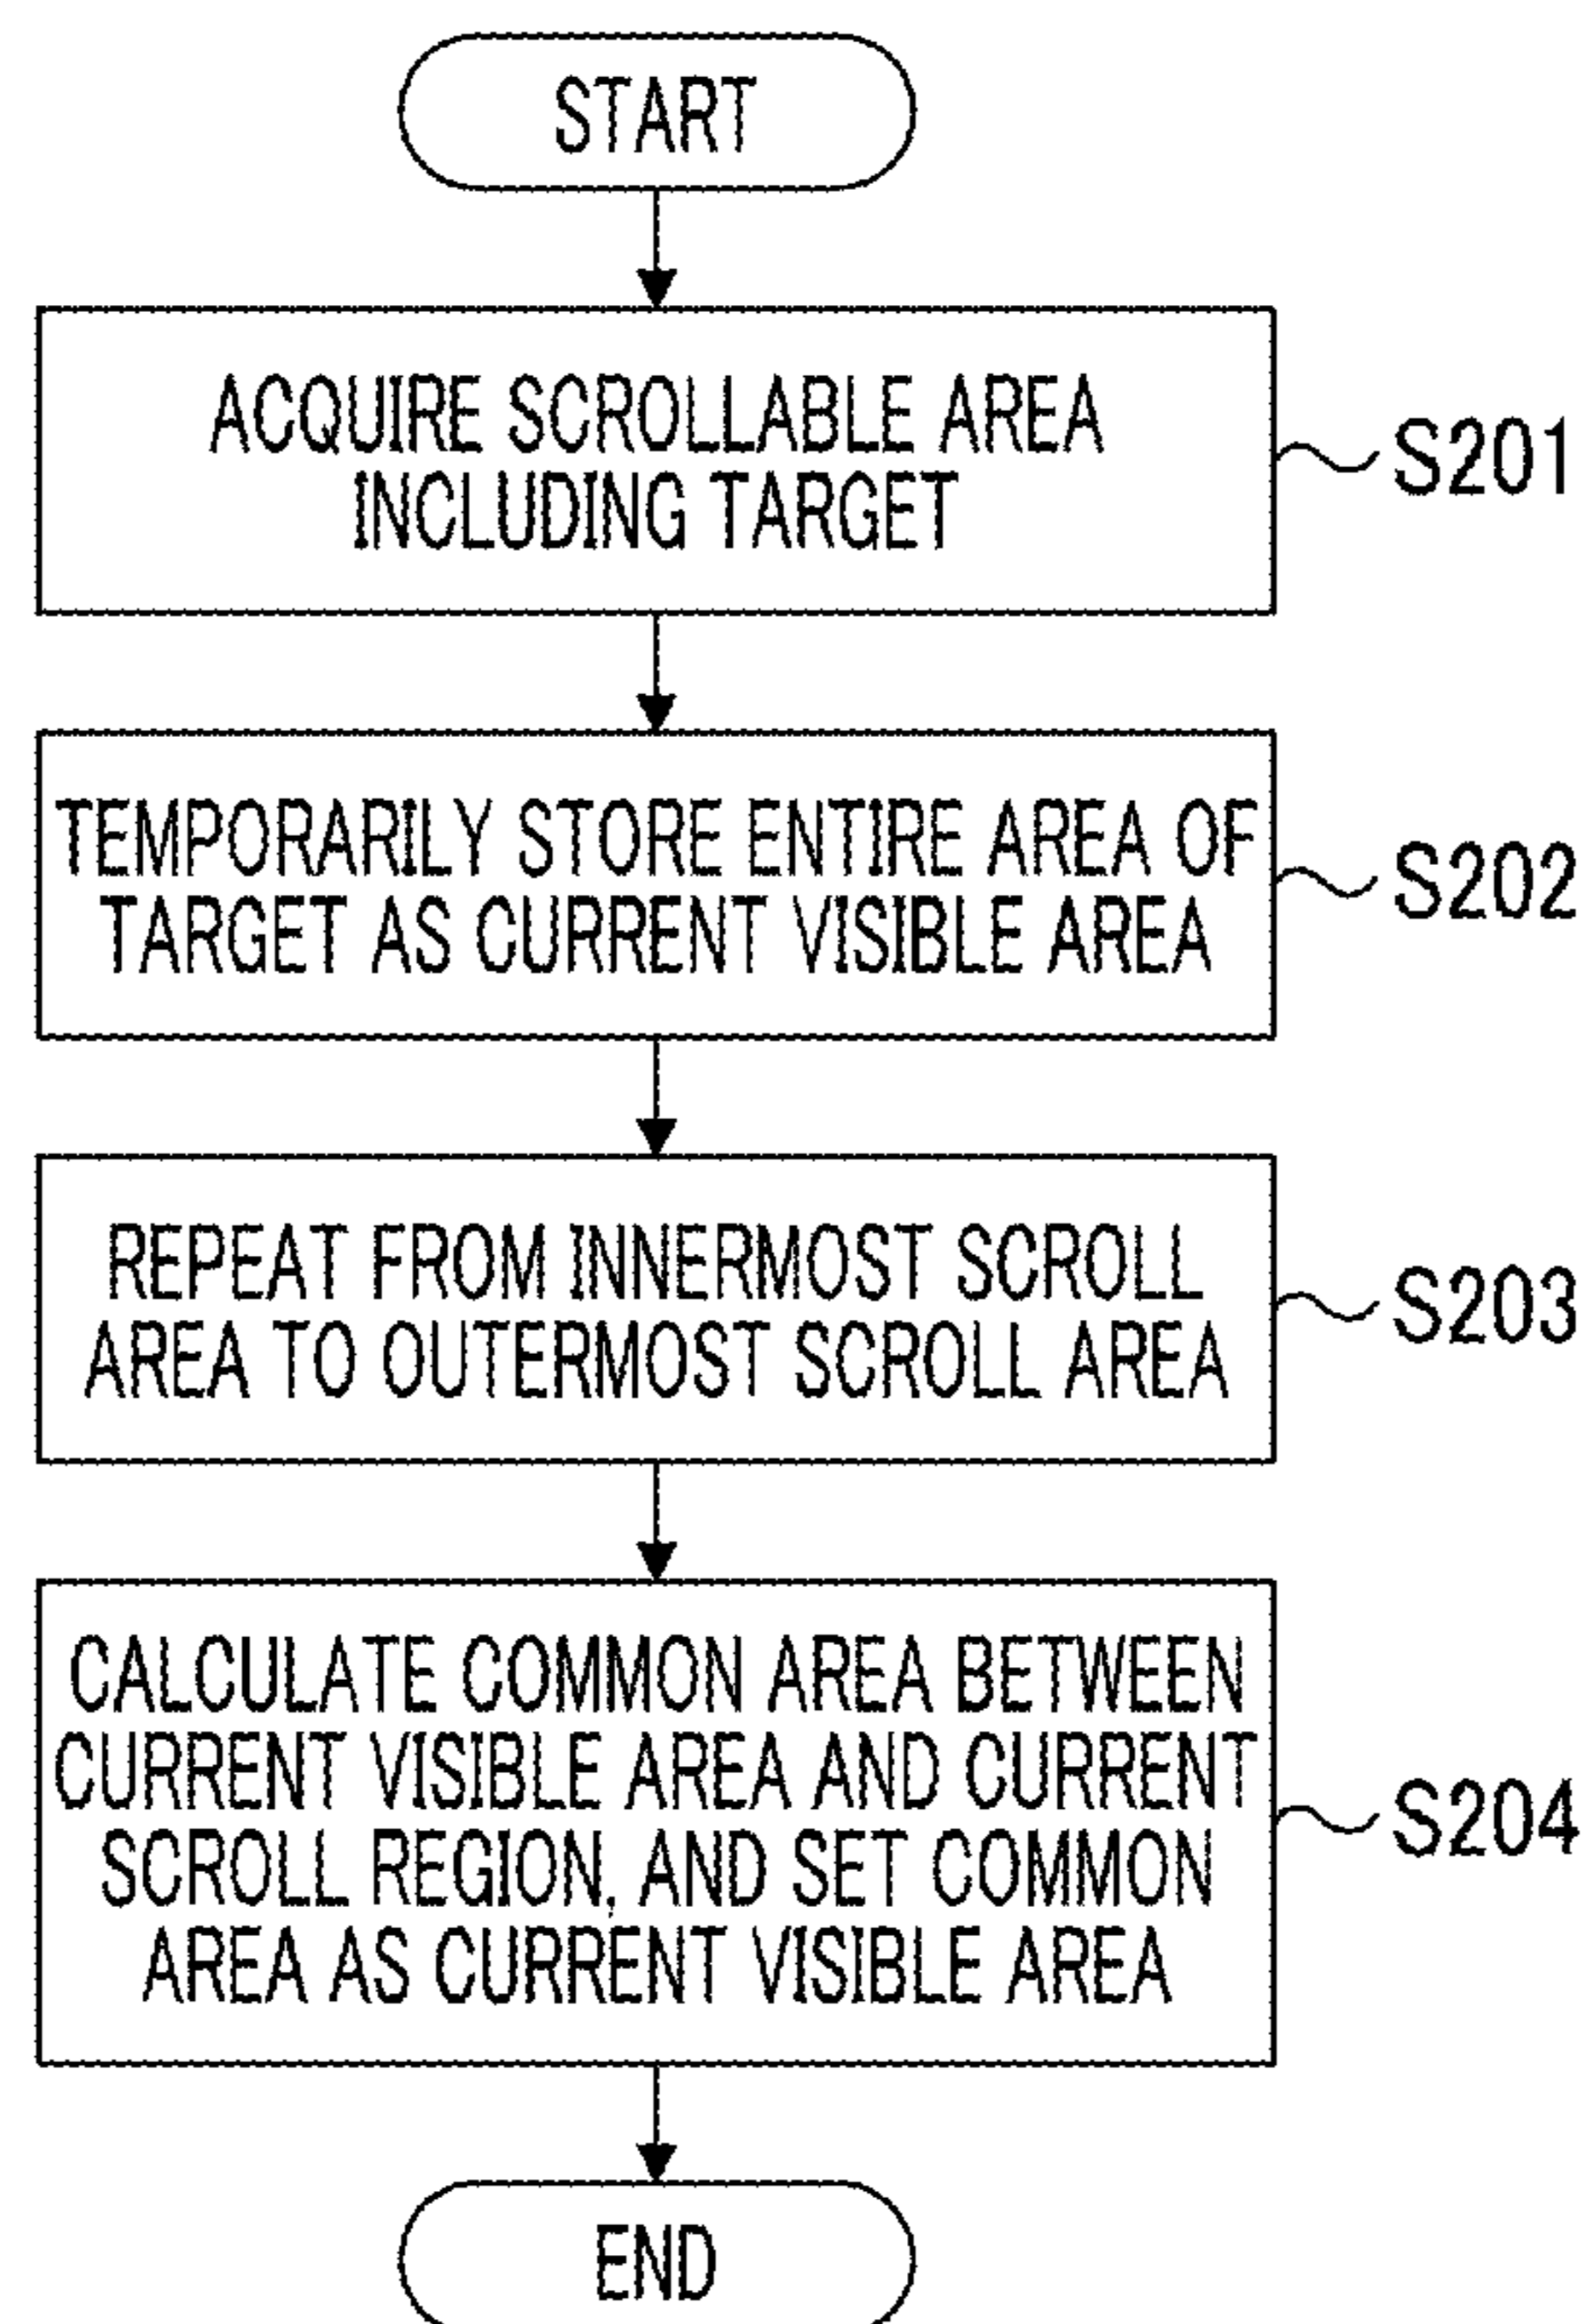 START
ACQUIRE SCROLLABLE AREA
INCLUDING TARGET
S201
TEMPORARILY STORE ENTIRE AREA OF
TARGET AS CURRENT VISIBLE AREA
S202
REPEAT FROM INNERMOST SCROLL
AREA TO OUTERMOST SCROLL AREA
S203
CALCULATE COMMON AREA BETWEEN
CURRENT VISIBLE AREA AND CURRENT
SCROLL REGION, AND SET COMMON
AREA AS CURRENT VISIBLE AREA
S204
END